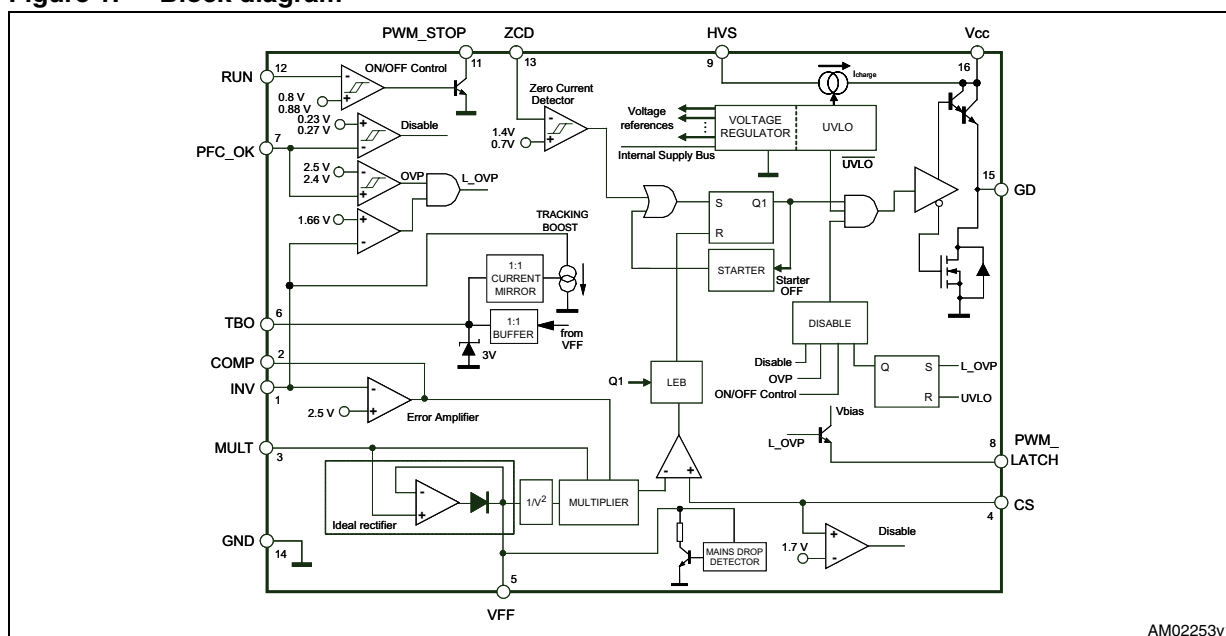 Figure 1. Block diagram
PWM_STOP
ZCD
HVS
Vcc
11
13
9
16
RUN
12
ON/OFF Control
0.8 V
0.88 V
0.23 V
0.27 V
Disable
7
PFC_OK
2.5 V
2.4 V
OVP
L_OVP
1.66 V
Zero Current
Detector
1.4V
0.7V
Icharge
Voltage
references
VOLTAGE
REGULATOR
UVLO
Internal Supply Bus
UVLO
15
GD
S
Q1
R
STARTER
Starter
OFF
TRACKING
BOOST
1:1
CURRENT
MIRROR
TBO
6
1:1
BUFFER
from
VFF
3V
DISABLE
Disable
OVP
ON/OFF Control
Q
S
L_OVP
R
UVLO
COMP
2
INV
1
2.5 V
Error Amplifier
Q1
LEB
Vbias
L_OVP
8
PWM_
LATCH
MULT
3
Ideal rectifier
1/V2
MULTIPLIER
CS
4
MAINS DROP
DETECTOR
1.7 V
Disable
GND
14
5
VFF
AM02253v